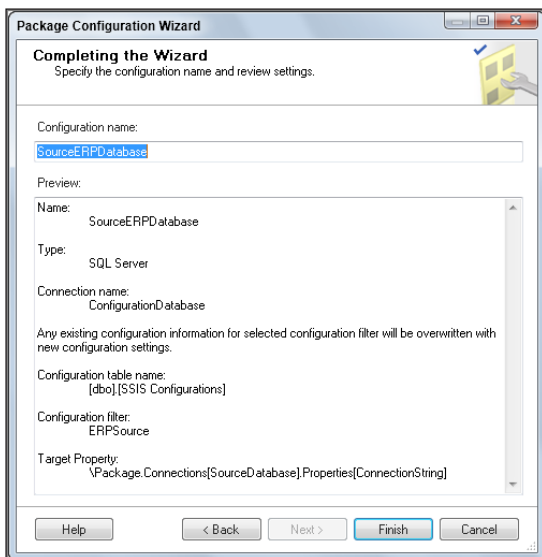 Package Configuration Wizard
Completing the Wizard
Specify the configuration name and review settings.
Configuration name:
SourceERPDatabase
Preview:
Name:
SourceERPDatabase
Type:
SQL Server
Connection name:
ConfigurationDatabase
Any existing configuration information for selected configuration filter will be overwritten with
new configuration settings.
Configuration table name:
[dbo].[SSIS Configurations]
Configuration filter:
ERPSource
Target Property:
\Package.Connections[SourceDatabase].Properties[ConnectionString]
Help < Back Next > Finish Cancel